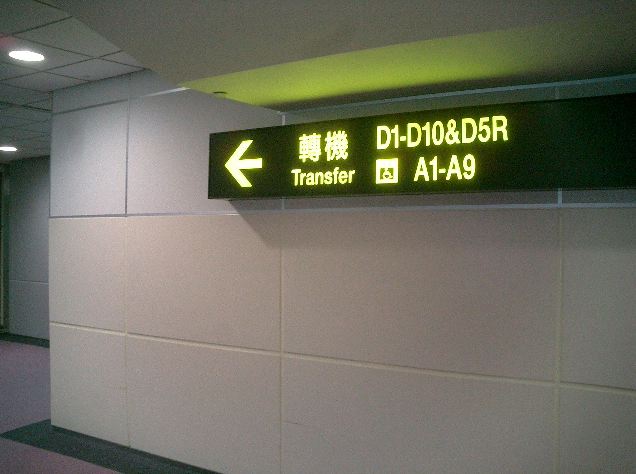 轉機 D1-D10&D5R
Transfer A1-A9